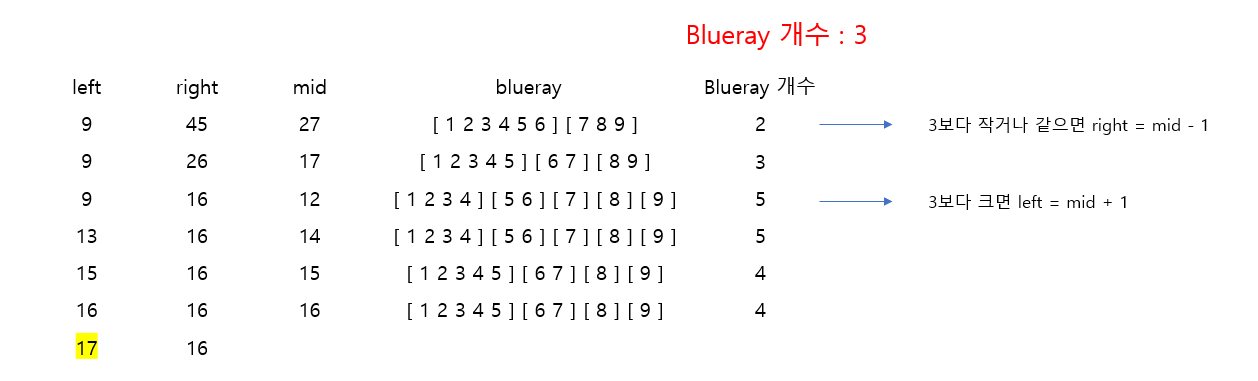 Blueray 개수 : 3
left right mid blueray Blueray 개수
9 45 27 [ 1 2 3 4 5 6 ] [ 7 8 9 ] 2 3보다 작거나 같으면 right = mid - 1
9 26 17 [ 1 2 3 4 5 ] [ 6 7 ] [ 8 9 ] 3
9 16 12 [ 1 2 3 4 ] [ 5 6 ] [ 7 ] [ 8 ] [ 9 ] 5 3보다 크면 left = mid + 1
13 16 14 [ 1 2 3 4 ] [ 5 6 ] [ 7 ] [ 8 ] [ 9 ] 5
15 16 15 [ 1 2 3 4 5 ] [ 6 7 ] [ 8 ] [ 9 ] 4
16 16 16 [ 1 2 3 4 5 ] [ 6 7 ] [ 8 ] [ 9 ] 4
17 16